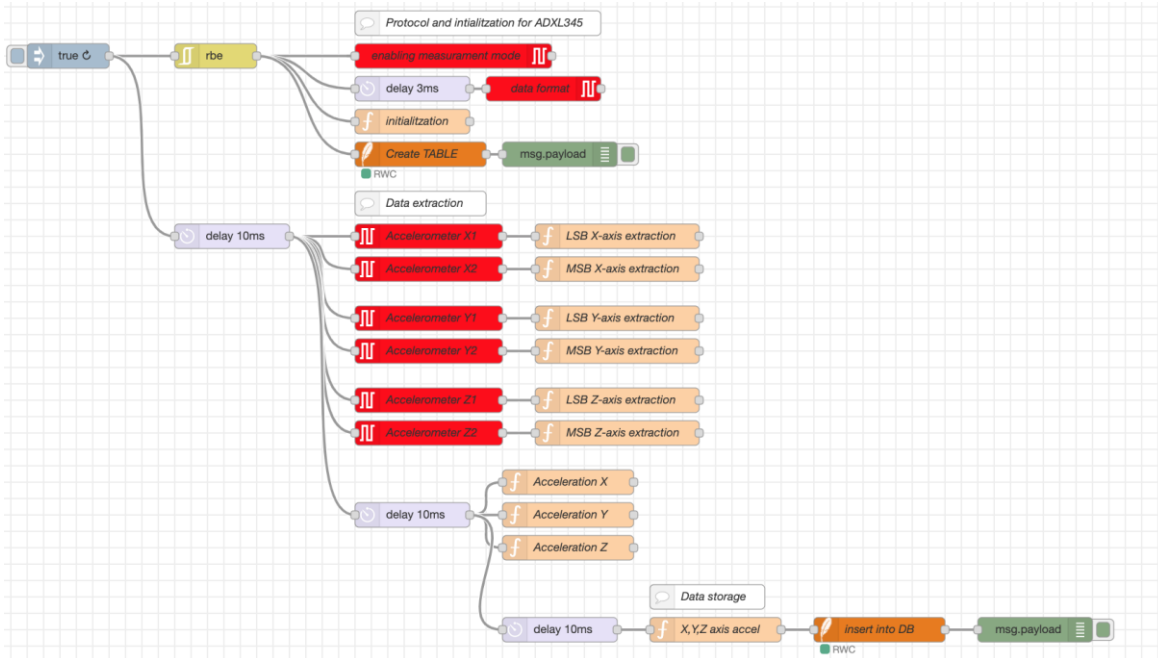 Protocol and intialitzation for ADXL345
true ↻
rbe
enabling measurament mode
delay 3ms
data format
initialitzation
Create TABLE
msg.payload
RWC
Data extraction
delay 10ms
Accelerometer X1
LSB X-axis extraction
Accelerometer X2
MSB X-axis extraction
Accelerometer Y1
LSB Y-axis extraction
Accelerometer Y2
MSB Y-axis extraction
Accelerometer Z1
LSB Z-axis extraction
Accelerometer Z2
MSB Z-axis extraction
Acceleration X
delay 10ms
Acceleration Y
Acceleration Z
Data storage
delay 10ms
X,Y,Z axis accel
insert into DB
msg.payload
RWC